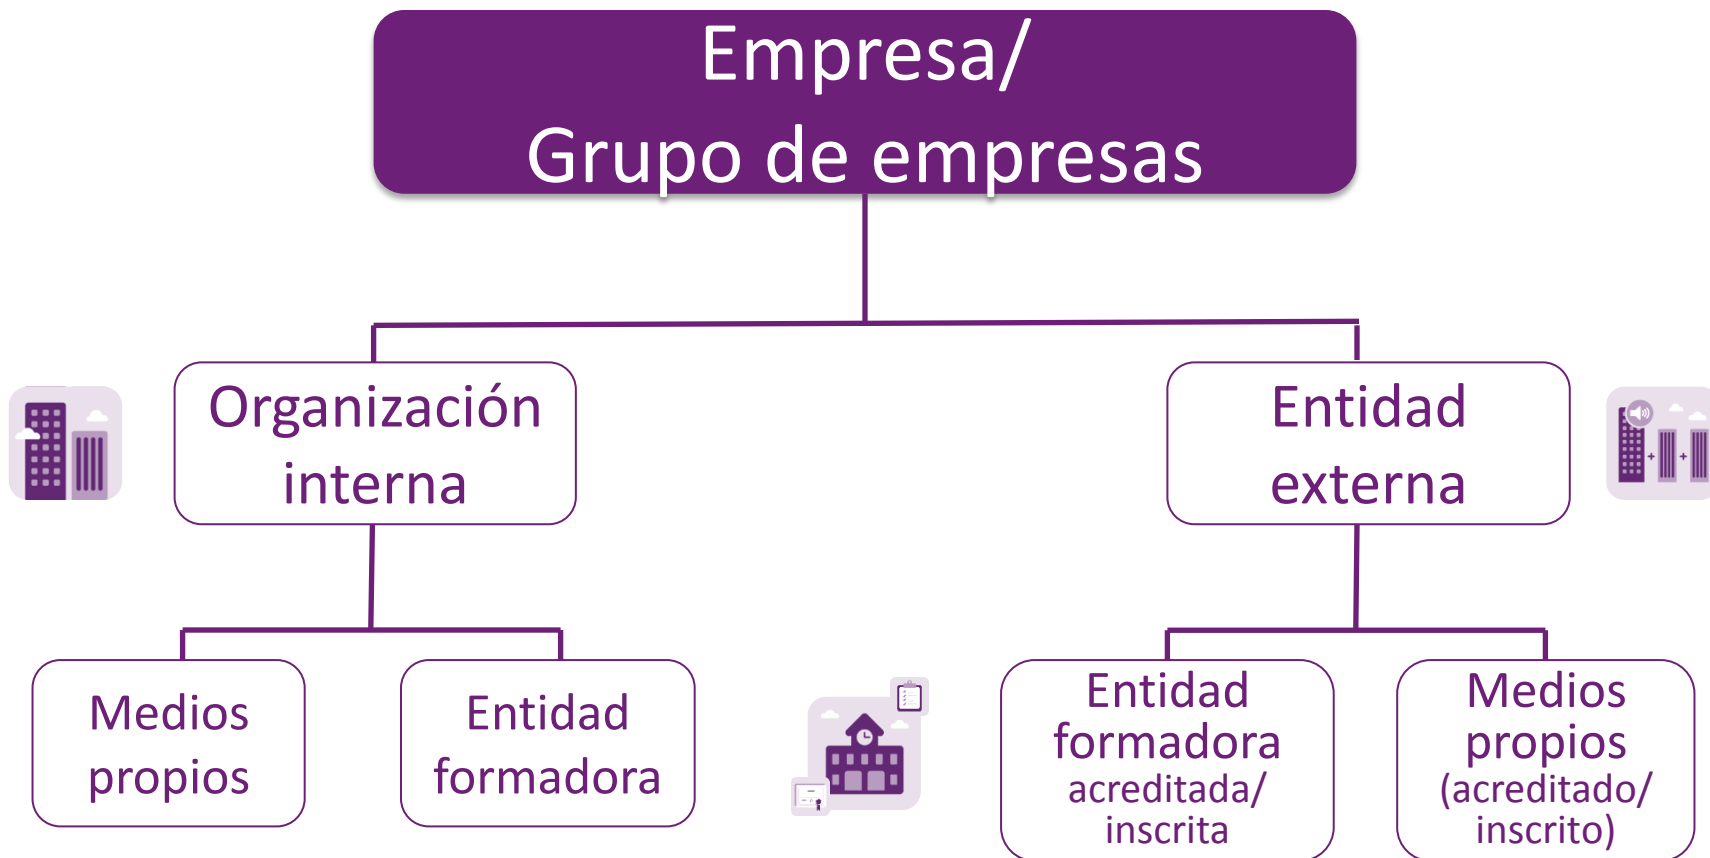 Empresa/
Grupo de empresas
Organización
interna
Entidad
externa
Medios
propios
Entidad
formadora
Entidad
formadora
acreditada/
inscrita
Medios
propios
(acreditado/
inscrito)